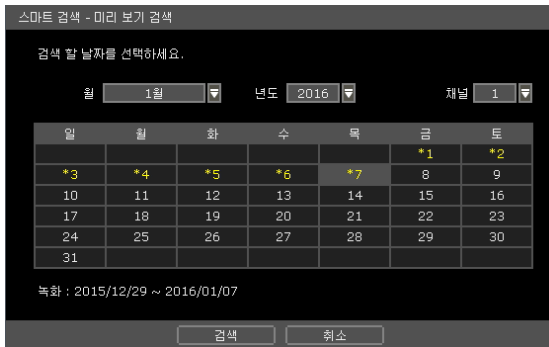 스마트 검색 - 미리 보기 검색
검색 할 날짜를 선택하세요.
월 1월 년도 2016 채널 1
일 월 화 수 목 금 토
*1 *2
*3 *4 *5 *6 *7 8 9
10 11 12 13 14 15 16
17 18 19 20 21 22 23
24 25 26 27 28 29 30
31
녹화 : 2015/12/29 ~ 2016/01/07
검색 취소